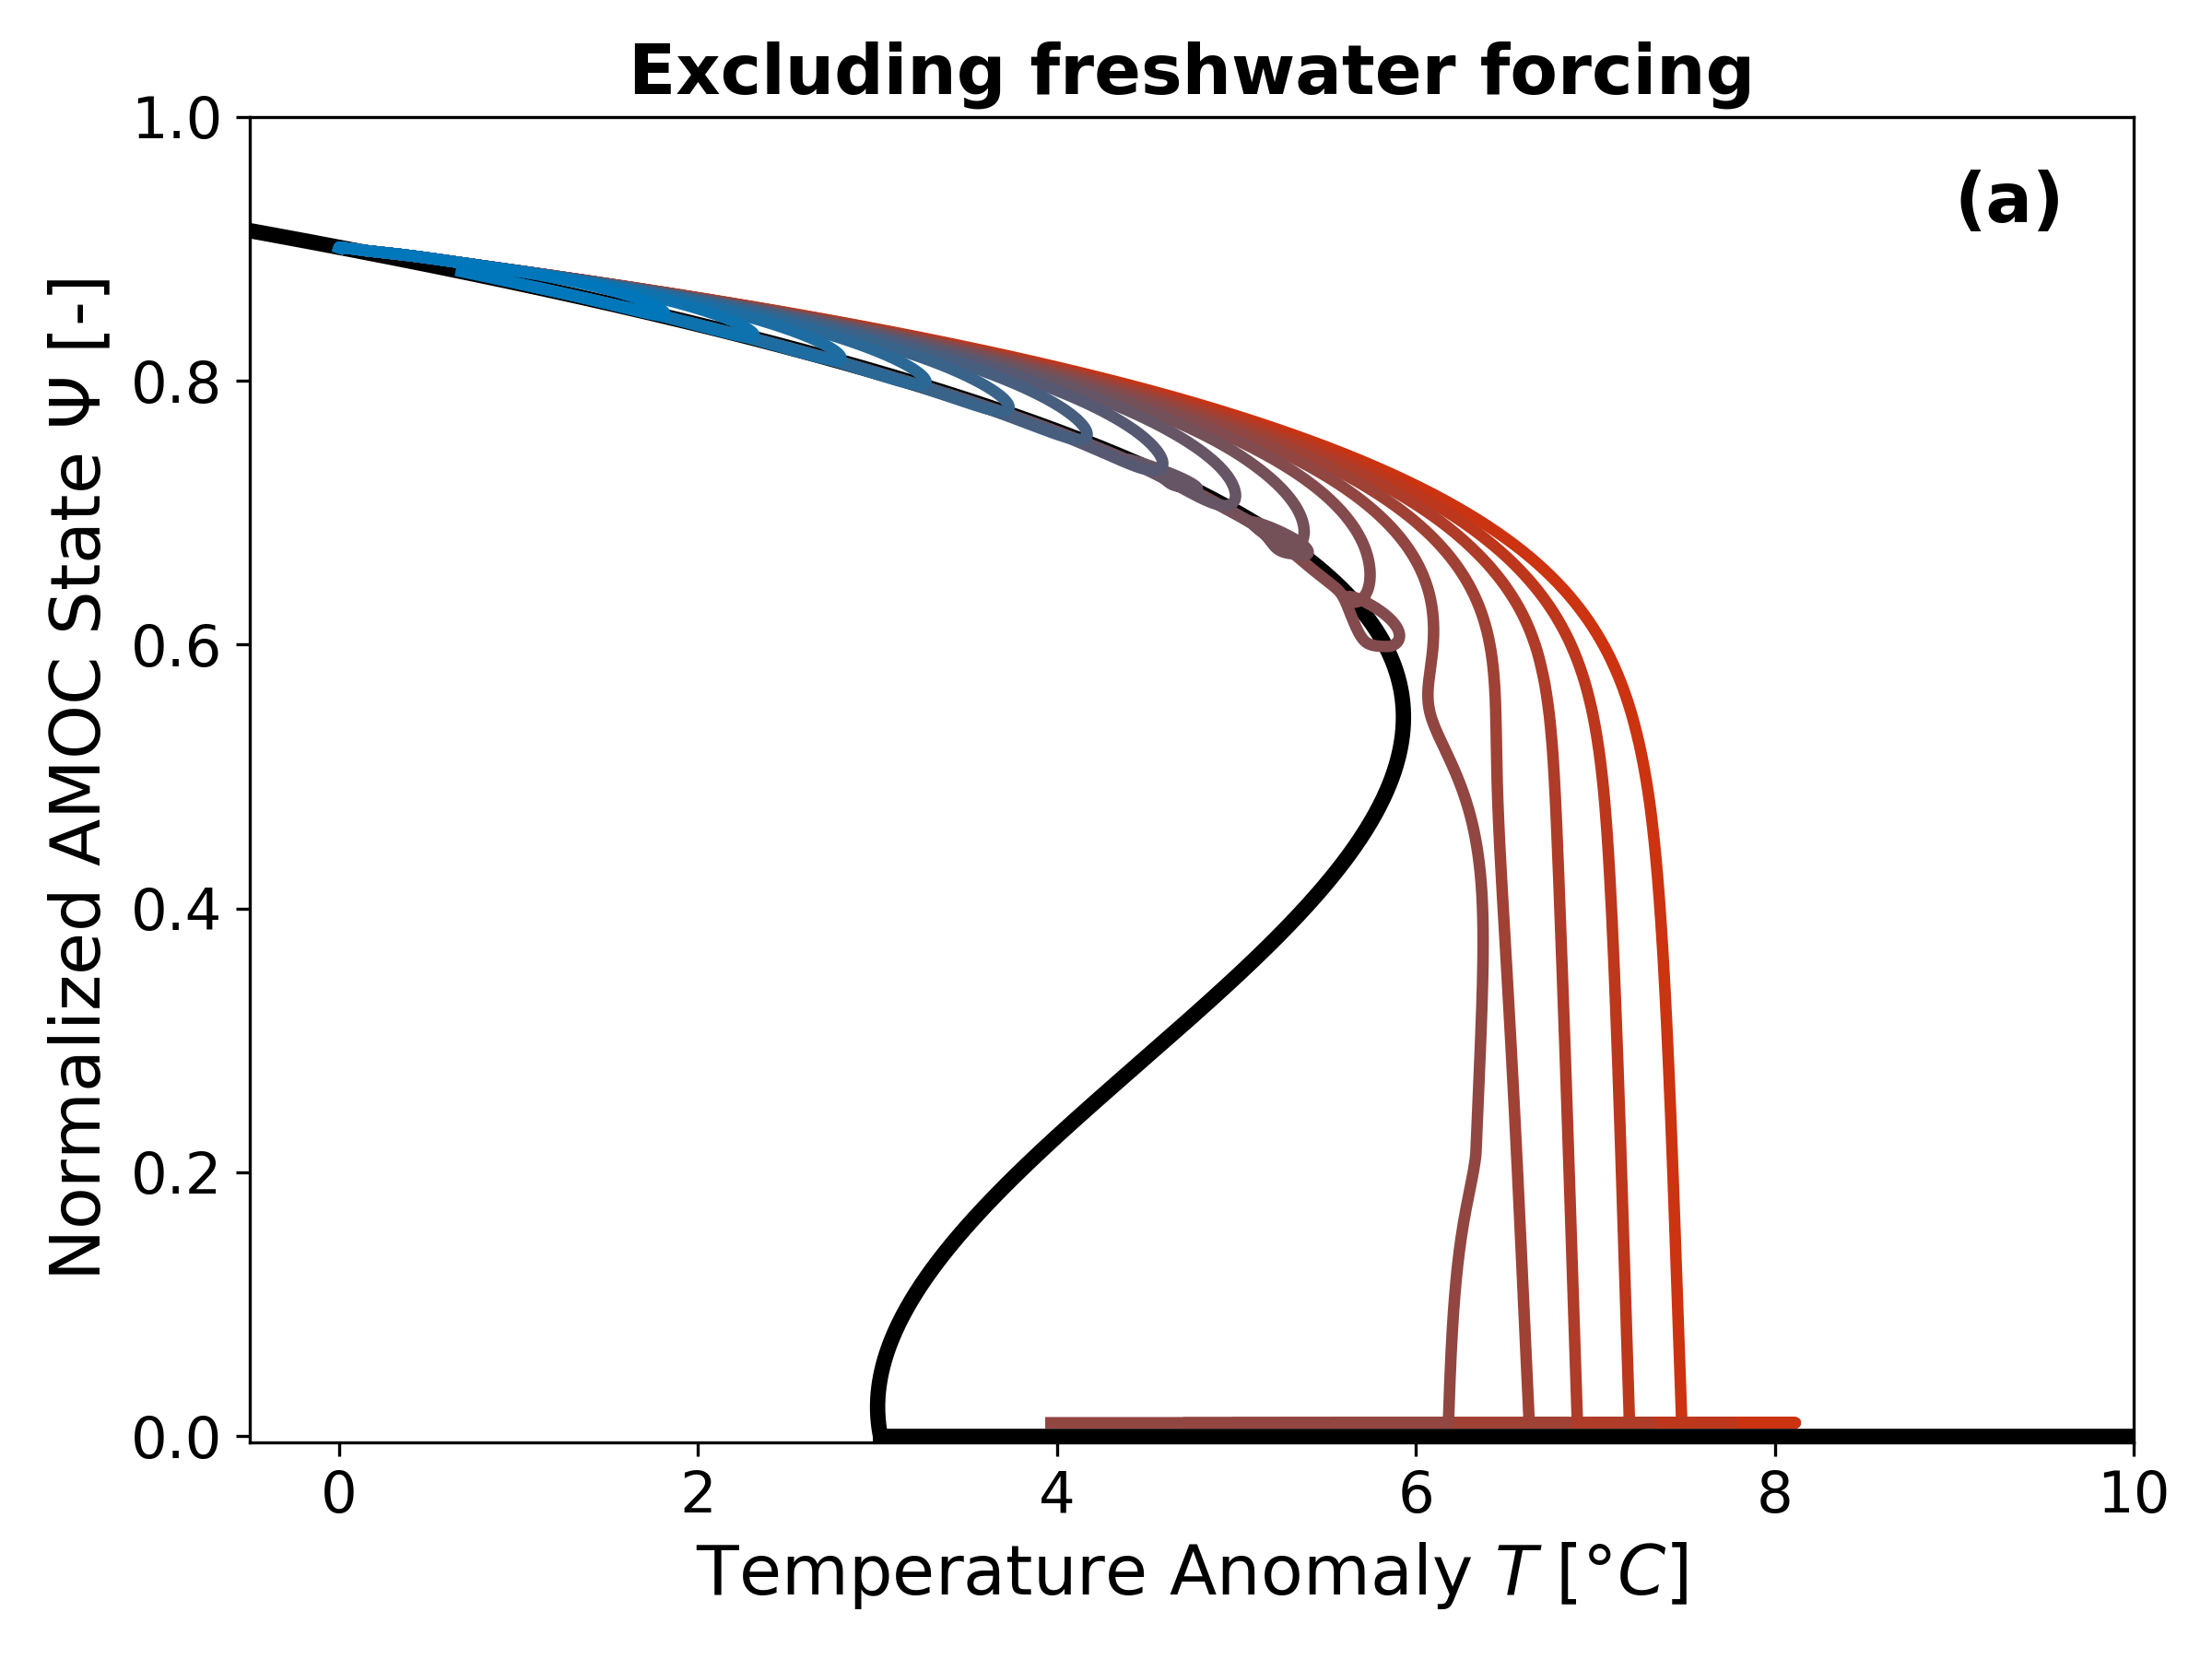 Excluding freshwater forcing
(a)
Normalized AMOC State Ψ [-]
1.0
0.8
0.6
0.4
0.2
0.0
0 2 4 6 8 10
Temperature Anomaly T [°C]